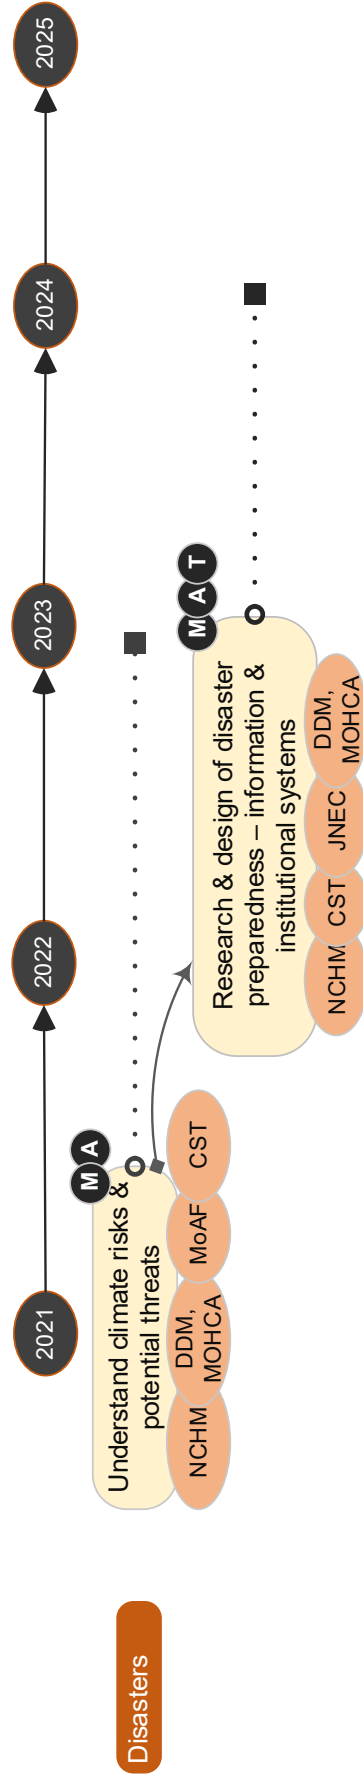 2021
2022
2023
2024
2025
Disasters
M A
Understand climate risks &
potential threats
NCHM
DDM,
MOHCA
MoAF
CST
M A T
Research & design of disaster
preparedness – information &
institutional systems
NCHM
CST
JNEC
DDM,
MOHCA